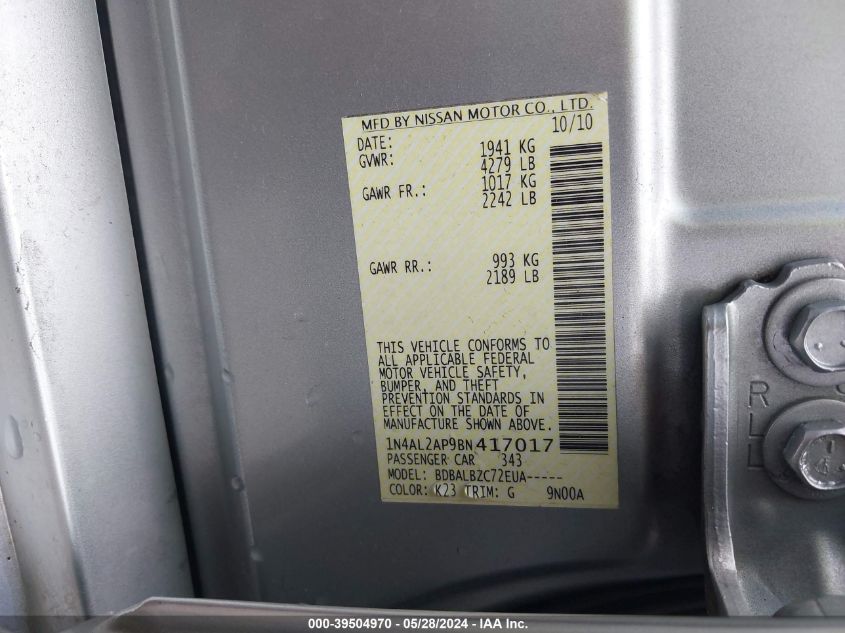 MFD BY NISSAN MOTOR CO., LTD.
DATE: 10/10
GVWR: 1941 KG
4279 LB
GAWR FR.: 1017 KG
2242 LB
GAWR RR.: 993 KG
2189 LB
THIS VEHICLE CONFORMS TO
ALL APPLICABLE FEDERAL
MOTOR VEHICLE SAFETY,
BUMPER, AND THEFT
PREVENTION STANDARDS IN
EFFECT ON THE DATE OF
MANUFACTURE SHOWN ABOVE.
1N4AL2AP9BN417017
PASSENGER CAR 343
MODEL: BDBALBZC72EUA-----
COLOR: K23 TRIM: G 9N00A
R
L
L
000-39504970 - 05/28/2024 - IAA Inc.